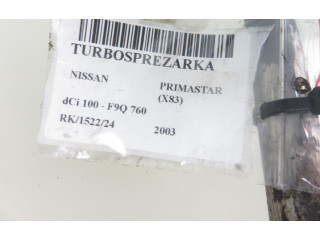 TURBOSPREZARKA
NISSAN PRIMASTAR
(X83)
dCi 100 - F9Q 760
RK/1522/24 2003